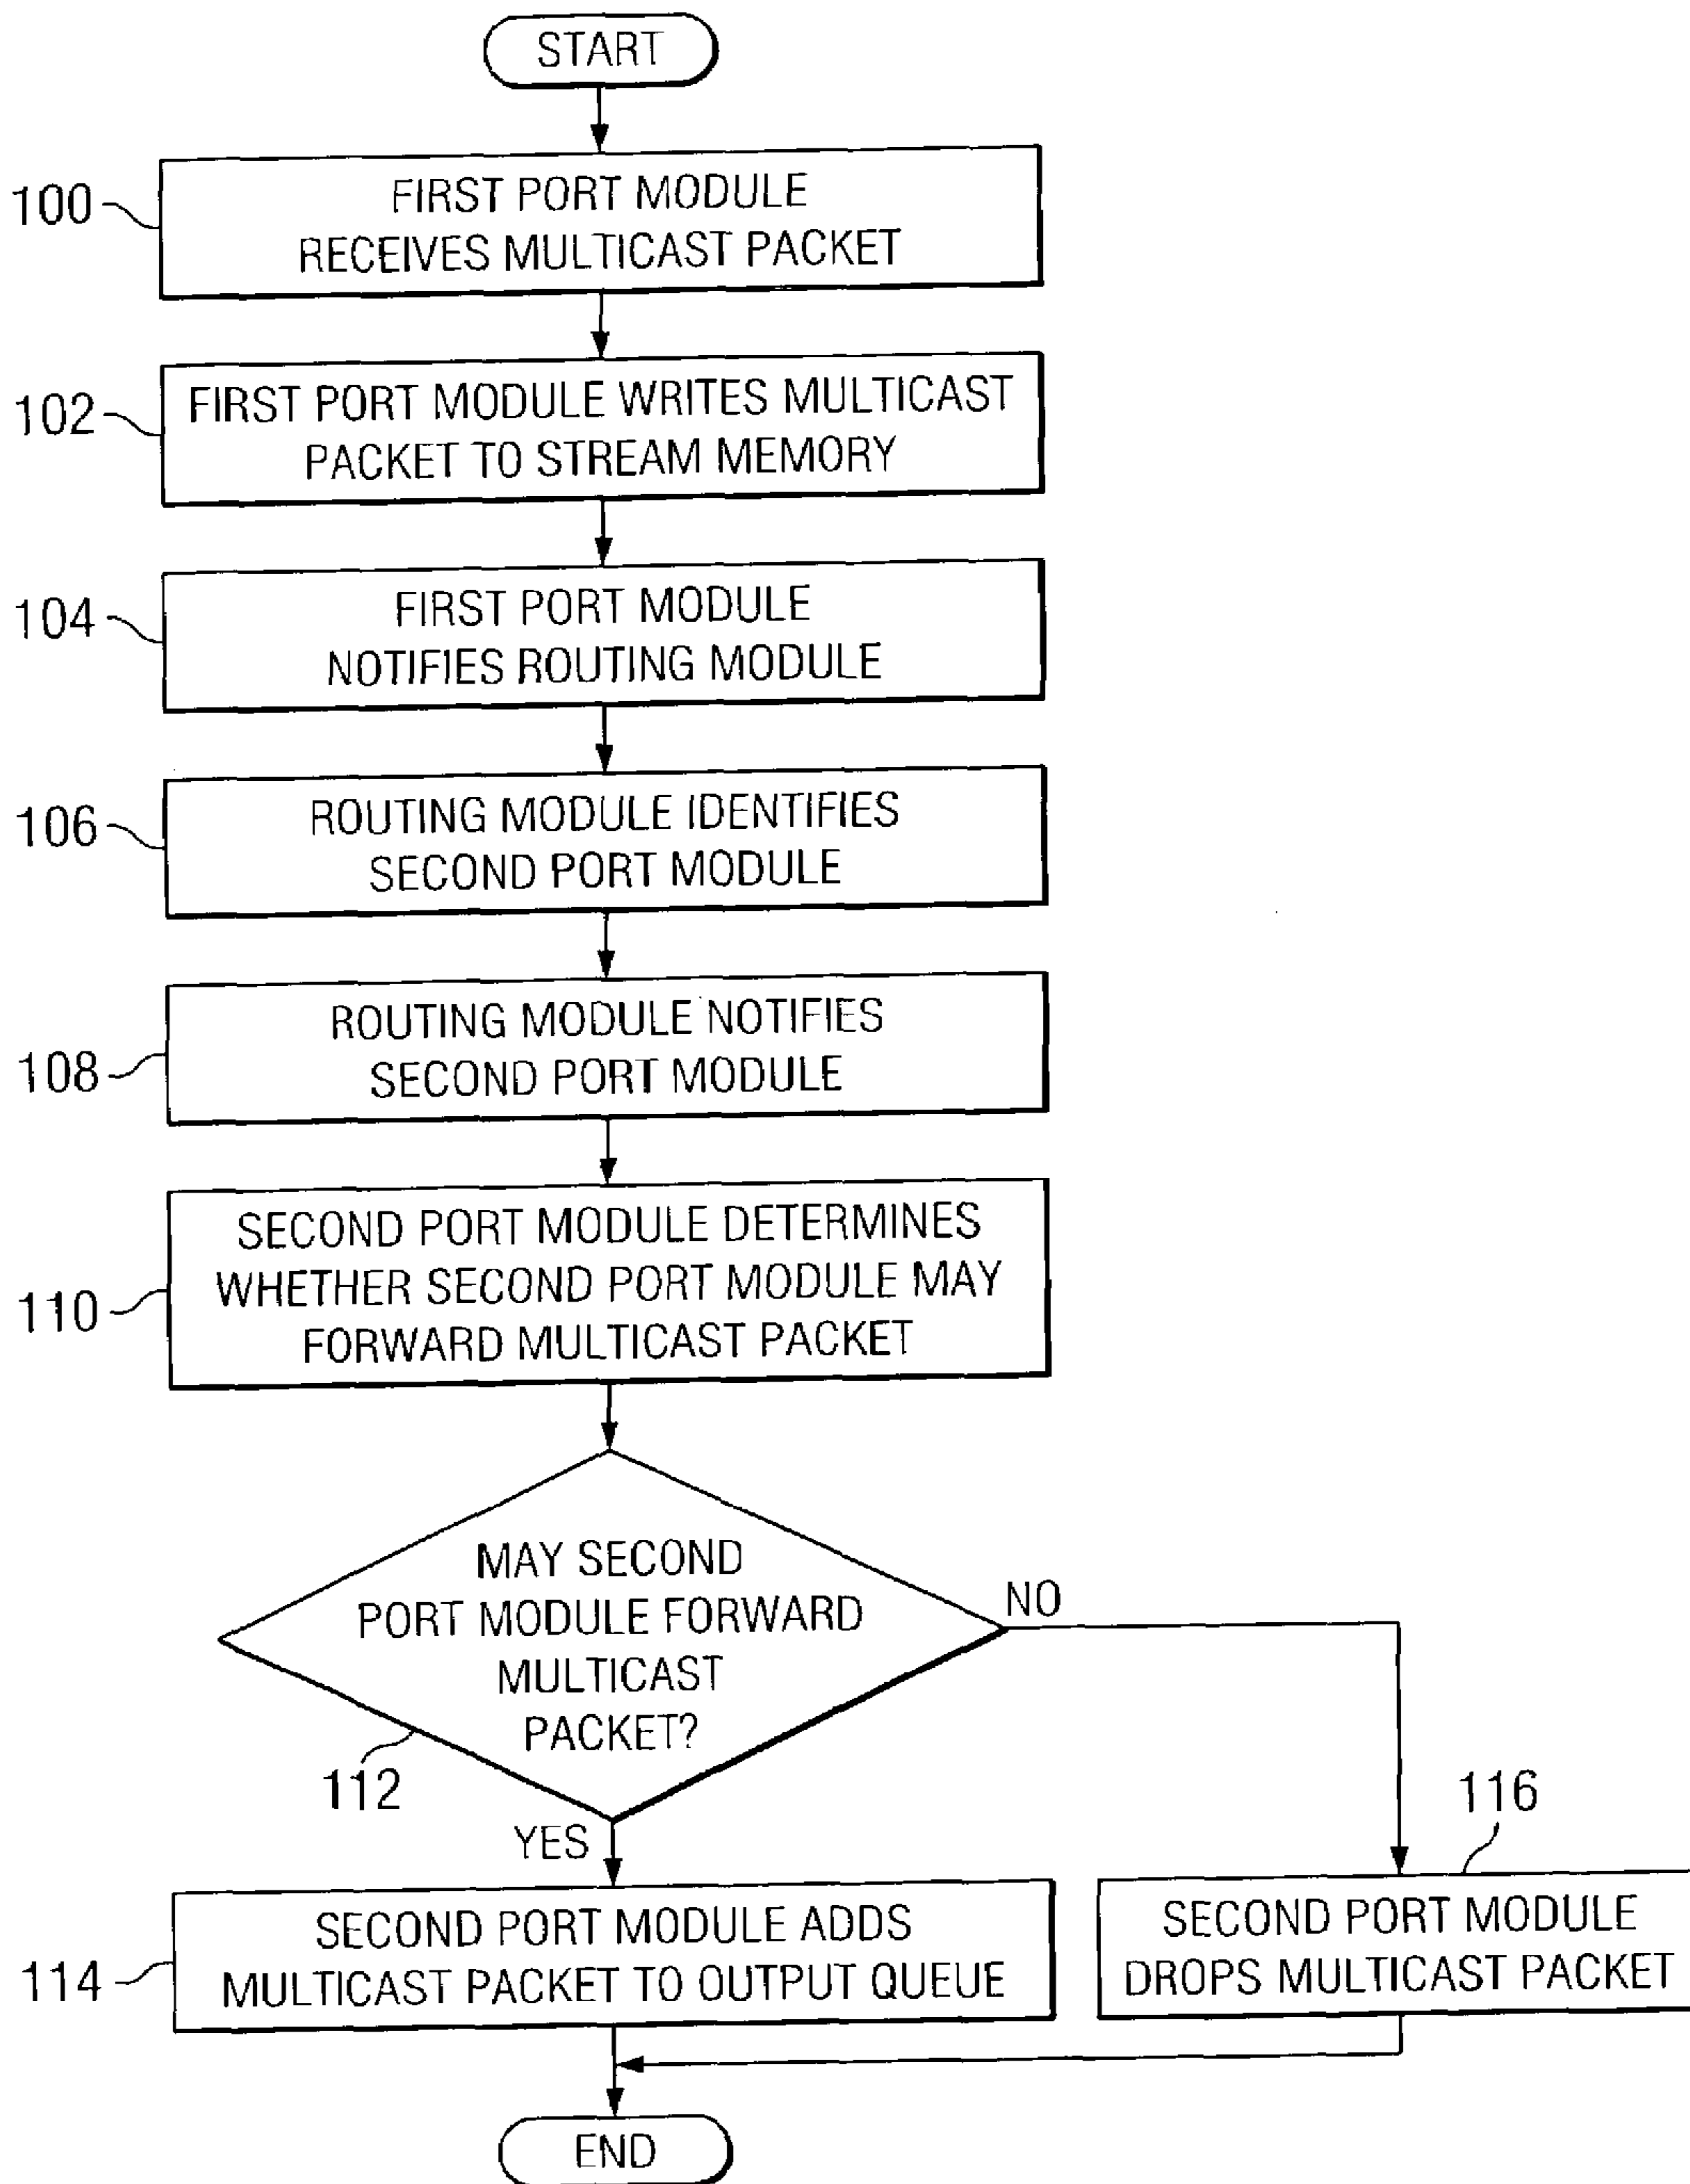 START
100
FIRST PORT MODULE
RECEIVES MULTICAST PACKET
102
FIRST PORT MODULE WRITES MULTICAST
PACKET TO STREAM MEMORY
104
FIRST PORT MODULE
NOTIFIES ROUTING MODULE
106
ROUTING MODULE IDENTIFIES
SECOND PORT MODULE
108
ROUTING MODULE NOTIFIES
SECOND PORT MODULE
110
SECOND PORT MODULE DETERMINES
WHETHER SECOND PORT MODULE MAY
FORWARD MULTICAST PACKET
MAY SECOND
PORT MODULE FORWARD
MULTICAST
PACKET?
NO
112
YES
116
114
SECOND PORT MODULE ADDS
MULTICAST PACKET TO OUTPUT QUEUE
SECOND PORT MODULE
DROPS MULTICAST PACKET
END